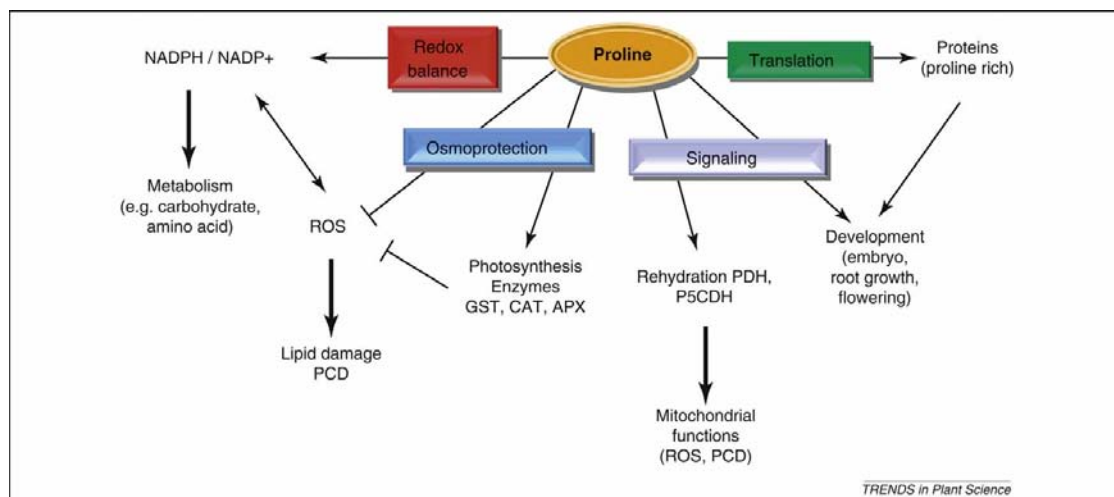 NADPH / NADP+
Redox
balance
Proline
Translation
Proteins
(proline rich)
Osmoprotection
Signaling
Metabolism
(e.g. carbohydrate,
amino acid)
ROS
Photosynthesis
Enzymes
GST, CAT, APX
Rehydration PDH,
P5CDH
Development
(embryo,
root growth,
flowering)
Lipid damage
PCD
Mitochondrial
functions
(ROS, PCD)
TRENDS in Plant Science